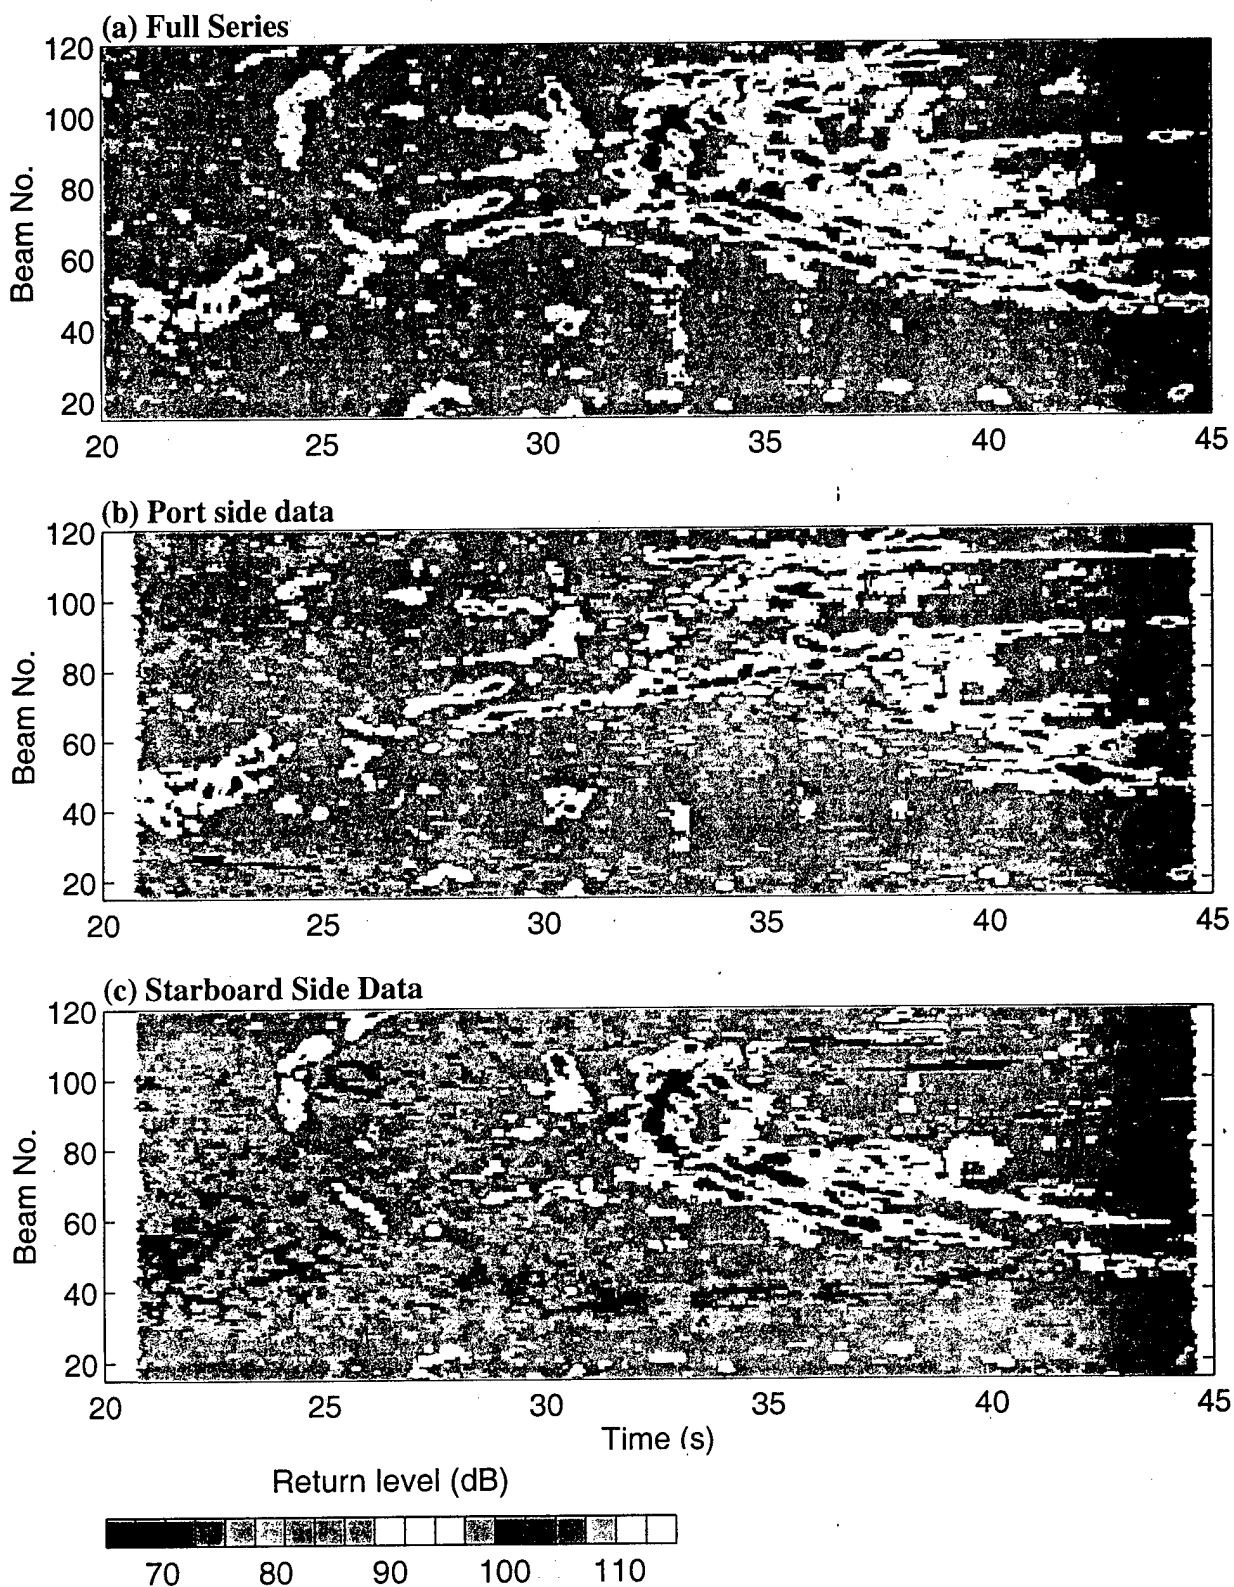 (a) Full Series
120
100
80
60
40
20
Beam No.
20 25 30 35 40 45
(b) Port side data
120
100
80
60
40
20
Beam No.
20 25 30 35 40 45
(c) Starboard Side Data
120
100
80
60
40
20
Beam No.
20 25 30 35 40 45
Time (s)
Return level (dB)
70 80 90 100 110